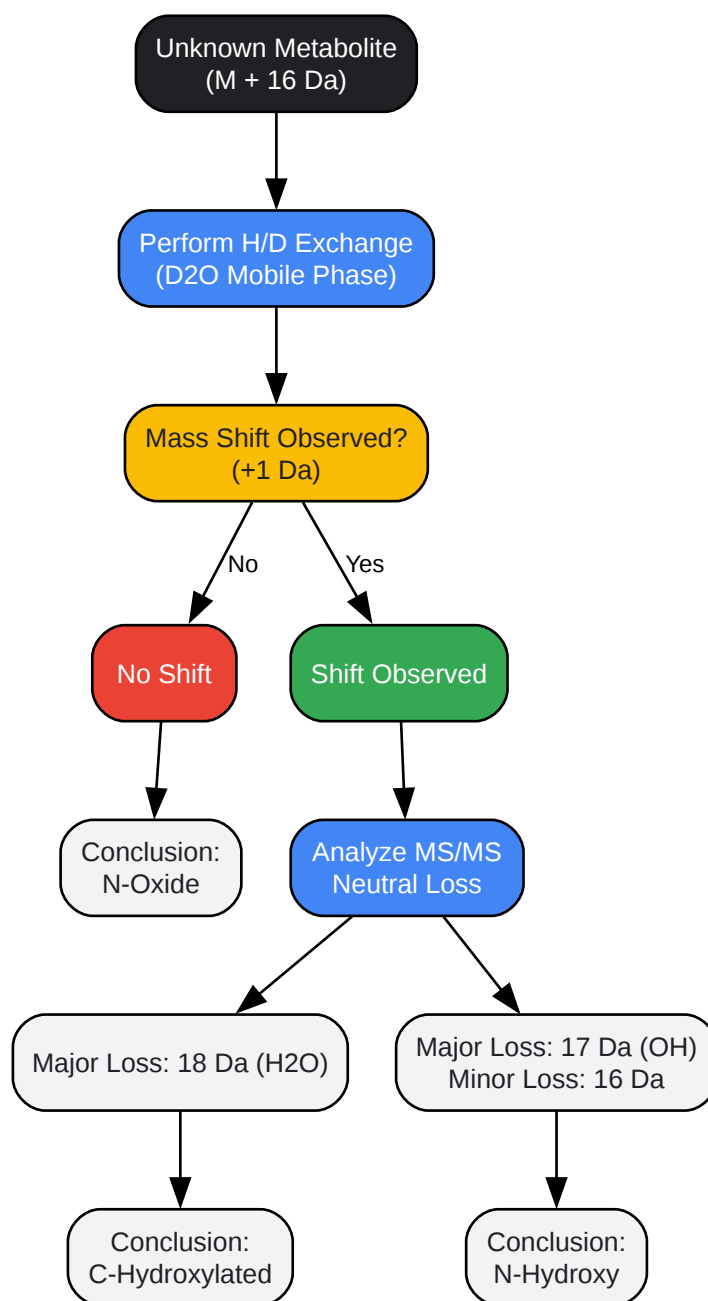 Unknown Metabolite
(M + 16 Da)
Perform H/D Exchange
(D2O Mobile Phase)
Mass Shift Observed?
(+1 Da)
No
Yes
No Shift
Shift Observed
Conclusion:
N-Oxide
Analyze MS/MS
Neutral Loss
Major Loss: 18 Da (H2O)
Major Loss: 17 Da (OH)
Minor Loss: 16 Da
Conclusion:
C-Hydroxylated
Conclusion:
N-Hydroxy